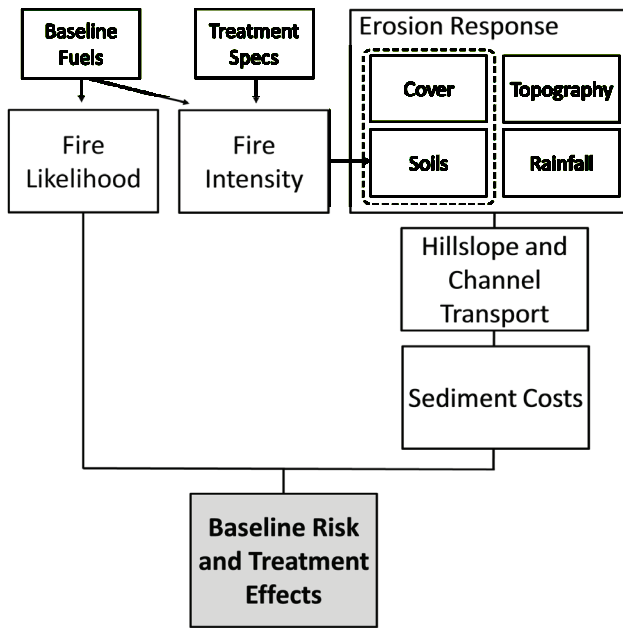 Baseline
Fuels
Treatment
Specs
Erosion Response
Cover
Topography
Soils
Rainfall
Fire
Likelihood
Fire
Intensity
Hillslope and
Channel
Transport
Sediment Costs
Baseline Risk
and Treatment
Effects